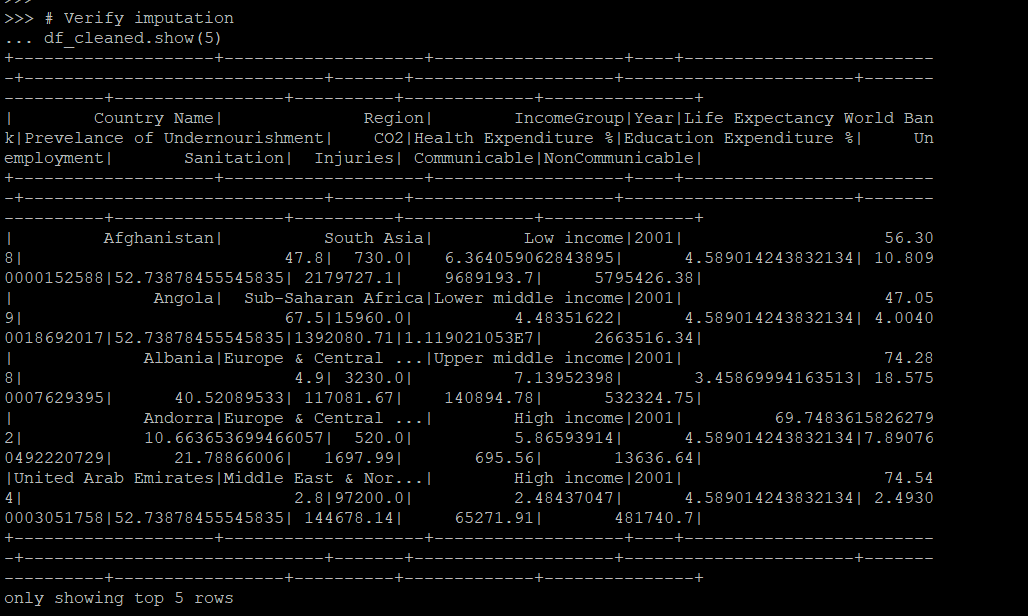 >>>
>>> # Verify imputation
... df_cleaned.show(5)
+--------------------+--------------------+-------------------+----+-------------------------
-+-----------------------------+-------+--------------------+-----------------------+-------
----------+-----------------+----------+-------------+---------------+
|        Country Name|              Region|        IncomeGroup|Year|Life Expectancy World Ban
k|Prevelance of Undernourishment|    CO2|Health Expenditure %|Education Expenditure %|     Un
employment|       Sanitation|  Injuries| Communicable|NonCommunicable|
+--------------------+--------------------+-------------------+----+-------------------------
-+-----------------------------+-------+--------------------+-----------------------+-------
----------+-----------------+----------+-------------+---------------+
|         Afghanistan|          South Asia|         Low income|2001|                    56.30
8|                          47.8|  730.0|   6.364059062843895|      4.589014243832134| 10.809
0000152588|52.73878455545835| 2179727.1|    9689193.7|     5795426.38|
|              Angola|  Sub-Saharan Africa|Lower middle income|2001|                    47.05
9|                          67.5|15960.0|          4.48351622|      4.589014243832134| 4.0040
0018692017|52.73878455545835|1392080.71|1.119021053E7|     2663516.34|
|             Albania|Europe & Central ...|Upper middle income|2001|                    74.28
8|                           4.9| 3230.0|          7.13952398|       3.45869994163513| 18.575
0007629395|      40.52089533| 117081.67|    140894.78|      532324.75|
|             Andorra|Europe & Central ...|        High income|2001|         69.7483615826279
2|            10.663653699466057|  520.0|          5.86593914|      4.589014243832134|7.89076
0492220729|      21.78866006|   1697.99|       695.56|       13636.64|
|United Arab Emirates|Middle East & Nor...|        High income|2001|                    74.54
4|                           2.8|97200.0|          2.48437047|      4.589014243832134| 2.4930
0003051758|52.73878455545835| 144678.14|     65271.91|       481740.7|
+--------------------+--------------------+-------------------+----+-------------------------
-+-----------------------------+-------+--------------------+-----------------------+-------
----------+-----------------+----------+-------------+---------------+
only showing top 5 rows